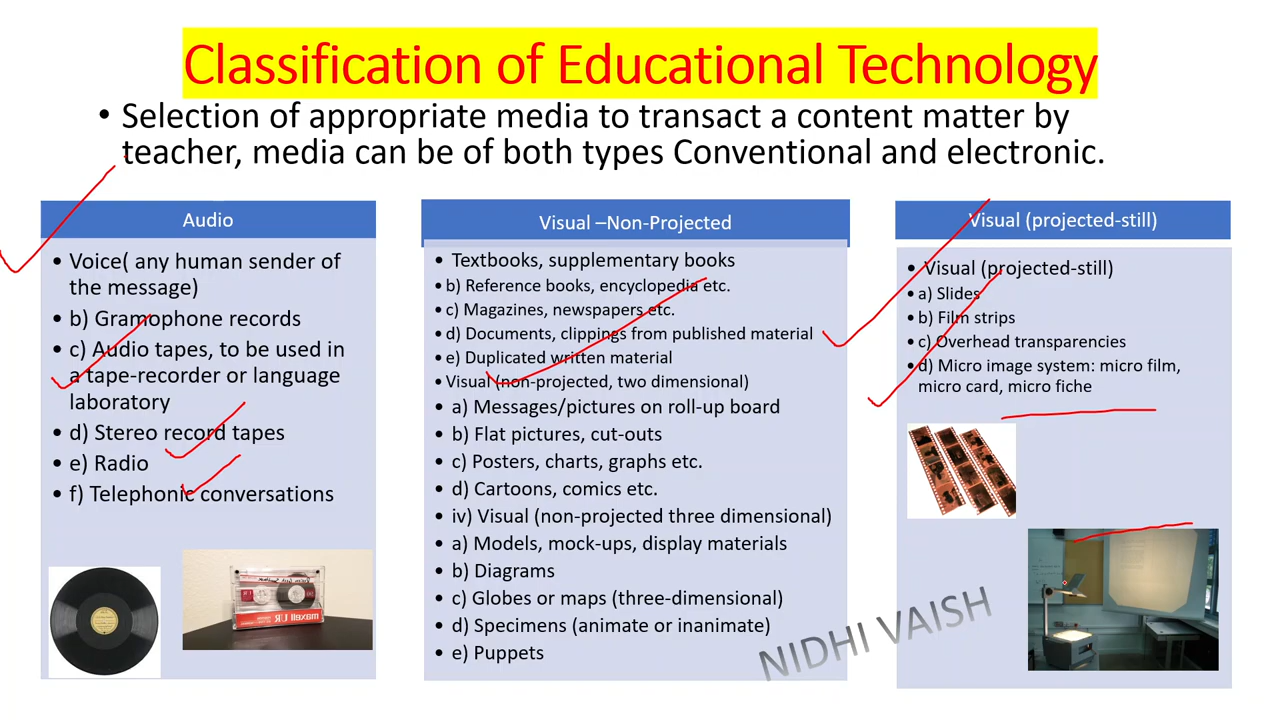 Classification of Educational Technology
• Selection of appropriate media to transact a content matter by
teacher, media can be of both types Conventional and electronic.
Audio
• Voice( any human sender of
the message)
• b) Gramophone records
• c) Audio tapes, to be used in
a tape-recorder or language
laboratory
• d) Stereo record tapes
• e) Radio
• f) Telephonic conversations
Visual –Non-Projected
• Textbooks, supplementary books
• b) Reference books, encyclopedia etc.
• c) Magazines, newspapers etc.
• d) Documents, clippings from published material
• e) Duplicated written material
• Visual (non-projected, two dimensional)
• a) Messages/pictures on roll-up board
• b) Flat pictures, cut-outs
• c) Posters, charts, graphs etc.
• d) Cartoons, comics etc.
• iv) Visual (non-projected three dimensional)
• a) Models, mock-ups, display materials
• b) Diagrams
• c) Globes or maps (three-dimensional)
• d) Specimens (animate or inanimate)
• e) Puppets
Visual (projected-still)
• Visual (projected-still)
• a) Slides
• b) Film strips
• c) Overhead transparencies
• d) Micro image system: micro film,
micro card, micro fiche
maxell UR
NIDHI VAISH